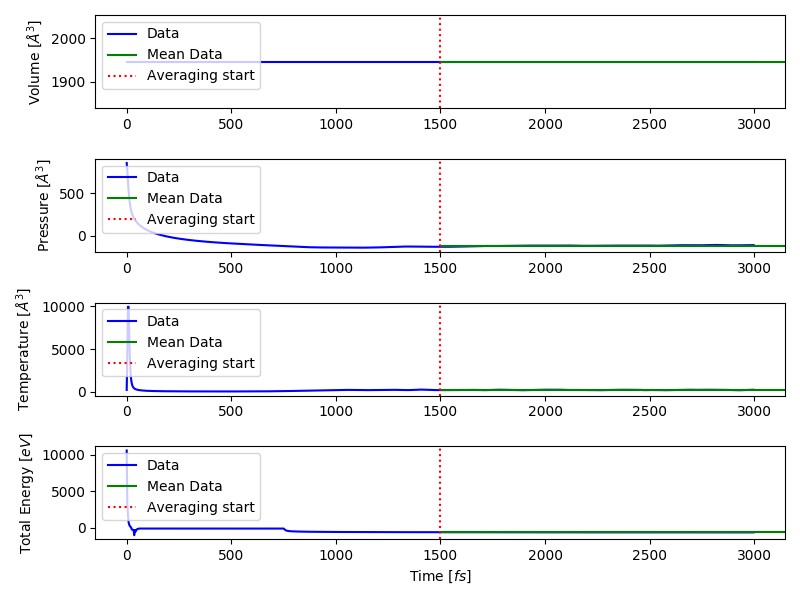 Volume [Å³]
2000
1900
Data
Mean Data
Averaging start
0 500 1000 1500 2000 2500 3000
Pressure [Å³]
500
0
Data
Mean Data
Averaging start
0 500 1000 1500 2000 2500 3000
Temperature [Å³]
10000
5000
0
Data
Mean Data
Averaging start
0 500 1000 1500 2000 2500 3000
Total Energy [eV]
10000
5000
0
Data
Mean Data
Averaging start
0 500 1000 1500 2000 2500 3000
Time [fs]